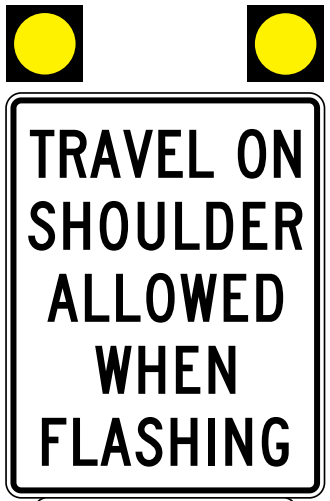 TRAVEL ON
SHOULDER
ALLOWED
WHEN
FLASHING